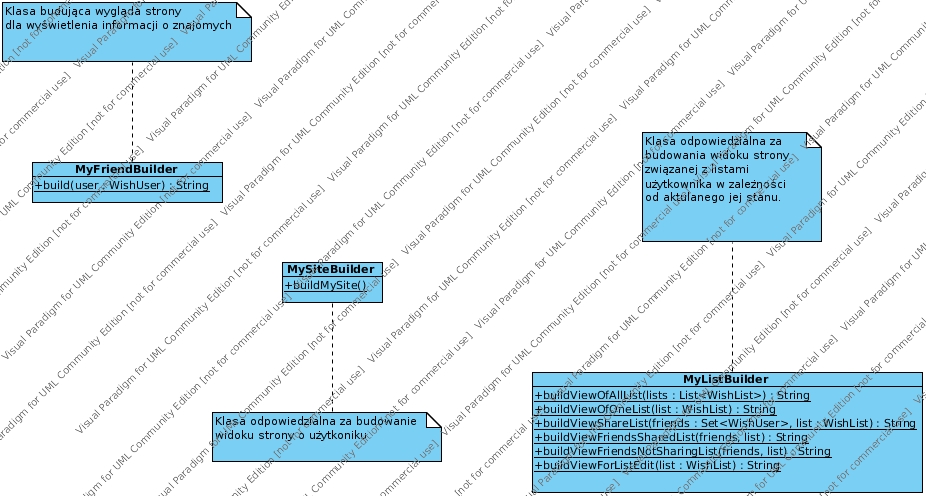 Klasa budująca wygląda strony
dla wyświetlenia informacji o znajomych
MyFriendBuilder
+build(user : WishUser) : String
Klasa odpowiedzialna za
budowania widoku strony
związanej z listami
użytkownika w zależności
od aktulanego jej stanu.
MySiteBuilder
+buildMySite()
Klasa odpowiedzialna za budowanie
widoku strony o użytkoniku
MyListBuilder
+buildViewOfAllList(lists : List<WishList>) : String
+buildViewOfOneList(list : WishList) : String
+buildViewShareList(friends : Set<WishUser>, list : WishList) : String
+buildViewFriendsSharedList(friends, list) : String
+buildViewFriendsNotSharingList(friends, list) : String
+buildViewForListEdit(list : WishList) : String
Visual Paradigm for UML Community Edition [not for commercial use]